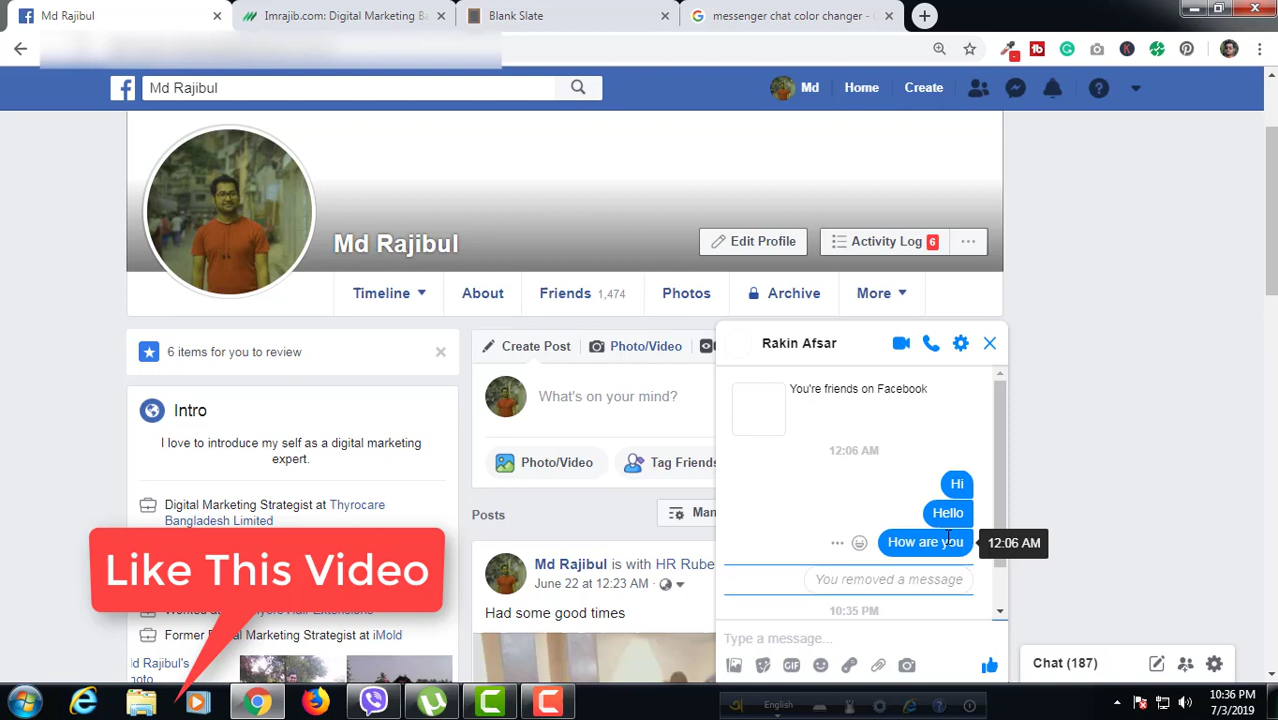 Md Rajibul
Imrajib.com: Digital Marketing Ba
Blank Slate
messenger chat color changer - G
Md Rajibul
Md
Home
Create
Md Rajibul
Edit Profile
Activity Log 6
Timeline
About
Friends 1,474
Photos
Archive
More
6 items for you to review
Intro
I love to introduce my self as a digital marketing
expert.
Digital Marketing Strategist at Thyrocare
Bangladesh Limited
Like This Video
Former Digital Marketing Strategist at iMold
Md Rajibul's
Create Post
Photo/Video
What's on your mind?
Photo/Video
Tag Friends
Posts
Man
Md Rajibul is with HR Rube
June 22 at 12:23 AM
Had some good times
Rakin Afsar
You're friends on Facebook
12:06 AM
Hi
Hello
How are you
12:06 AM
You removed a message
10:35 PM
Type a message...
GIF
Chat (187)
English
10:36 PM
7/3/2019